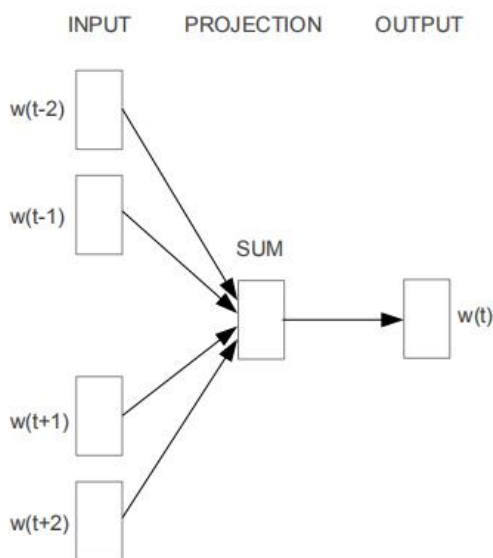 INPUT PROJECTION OUTPUT
w(t-2)
w(t-1)
SUM
w(t)
w(t+1)
w(t+2)